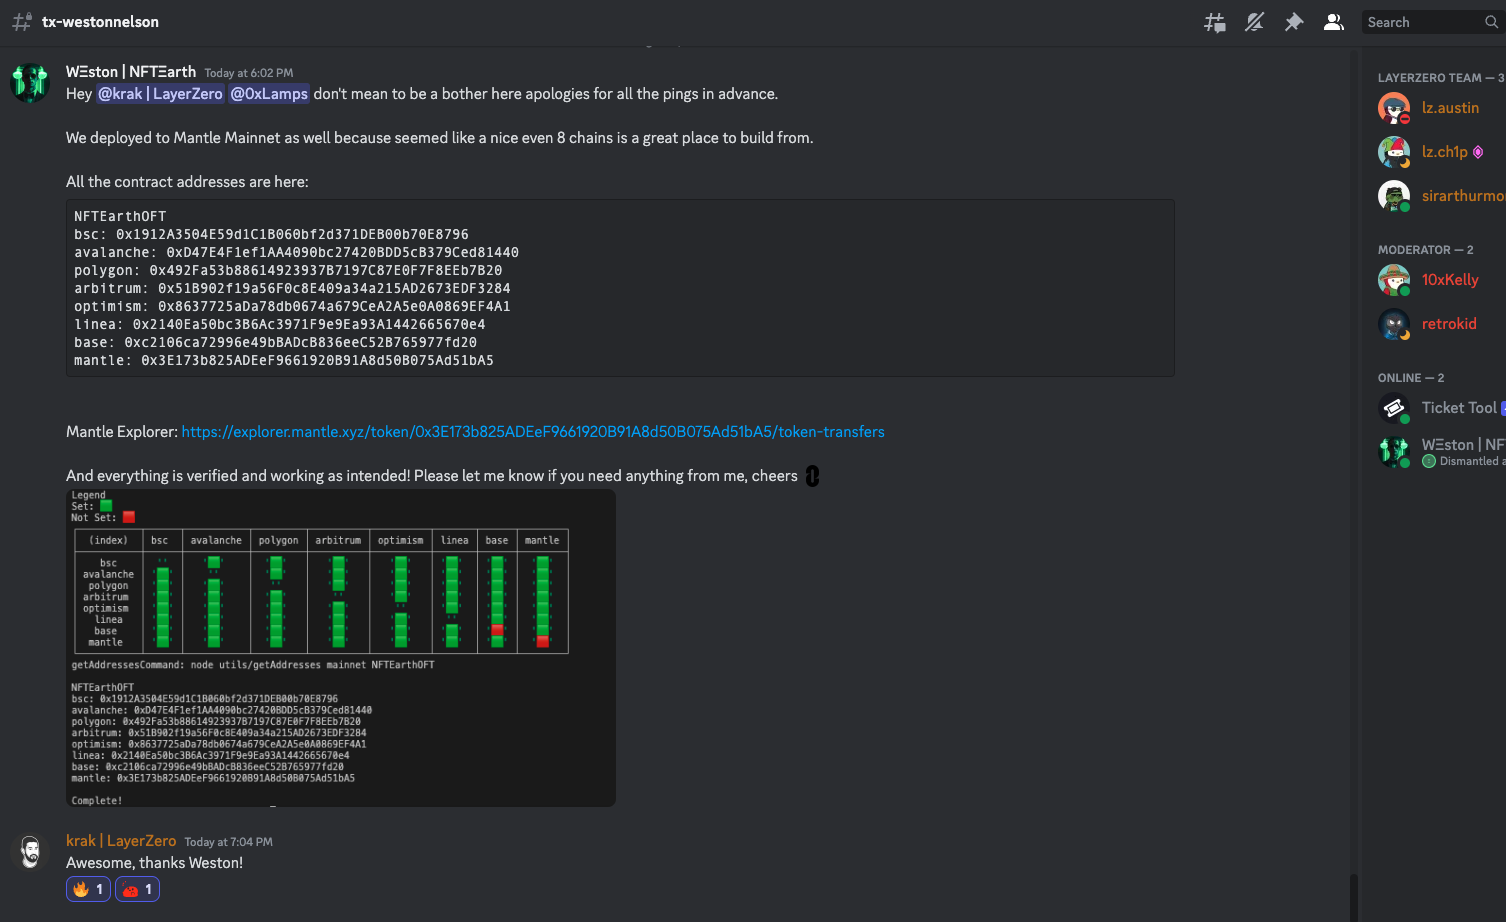 tx-westonnelson
Search
WΞston | NFTΞarth Today at 6:02 PM
Hey @krak | LayerZero @0xLamps don't mean to be a bother here apologies for all the pings in advance.
We deployed to Mantle Mainnet as well because seemed like a nice even 8 chains is a great place to build from.
All the contract addresses are here:
NFTEarthOFT
bsc: 0x1912A3504E59d1C1B060bf2d371DEB00b70E8796
avalanche: 0xD47E4F1ef1AA4090bc27420BDD5cB379Ced81440
polygon: 0x492Fa53b88614923937B7197C87E0F7F8EEb7B20
arbitrum: 0x51B902f19a56F0c8E409a34a215AD2673EDF3284
optimism: 0x8637725aDa78db0674a679CeA2A5e0A0869EF4A1
linea: 0x2140Ea50bc3B6Ac3971F9e9Ea93A1442665670e4
base: 0xc2106ca72996e49bBADcB836eeC52B765977fd20
mantle: 0x3E173b825ADEeF9661920B91A8d50B075Ad51bA5
Mantle Explorer: https://explorer.mantle.xyz/token/0x3E173b825ADEeF9661920B91A8d50B075Ad51bA5/token-transfers
And everything is verified and working as intended! Please let me know if you need anything from me, cheers
Legend
Set:
Not Set:
(index) bsc avalanche polygon arbitrum optimism linea base mantle
bsc
avalanche
polygon
arbitrum
optimism
linea
base
mantle
getAddressesCommand: node utils/getAddresses mainnet NFTEarthOFT
NFTEarthOFT
bsc: 0x1912A3504E59d1C1B060bf2d371DEB00b70E8796
avalanche: 0xD47E4F1ef1AA4090bc27420BDD5cB379Ced81440
polygon: 0x492Fa53b88614923937B7197C87E0F7F8EEb7B20
arbitrum: 0x51B902f19a56F0c8E409a34a215AD2673EDF3284
optimism: 0x8637725aDa78db0674a679CeA2A5e0A0869EF4A1
linea: 0x2140Ea50bc3B6Ac3971F9e9Ea93A1442665670e4
base: 0xc2106ca72996e49bBADcB836eeC52B765977fd20
mantle: 0x3E173b825ADEeF9661920B91A8d50B075Ad51bA5
Complete!
krak | LayerZero Today at 7:04 PM
Awesome, thanks Weston!
1 1
LAYERZERO TEAM — 3
lz.austin
lz.ch1p
sirarthurmo
MODERATOR — 2
10xKelly
retrokid
ONLINE — 2
Ticket Tool
WΞston | NF
Dismantled a